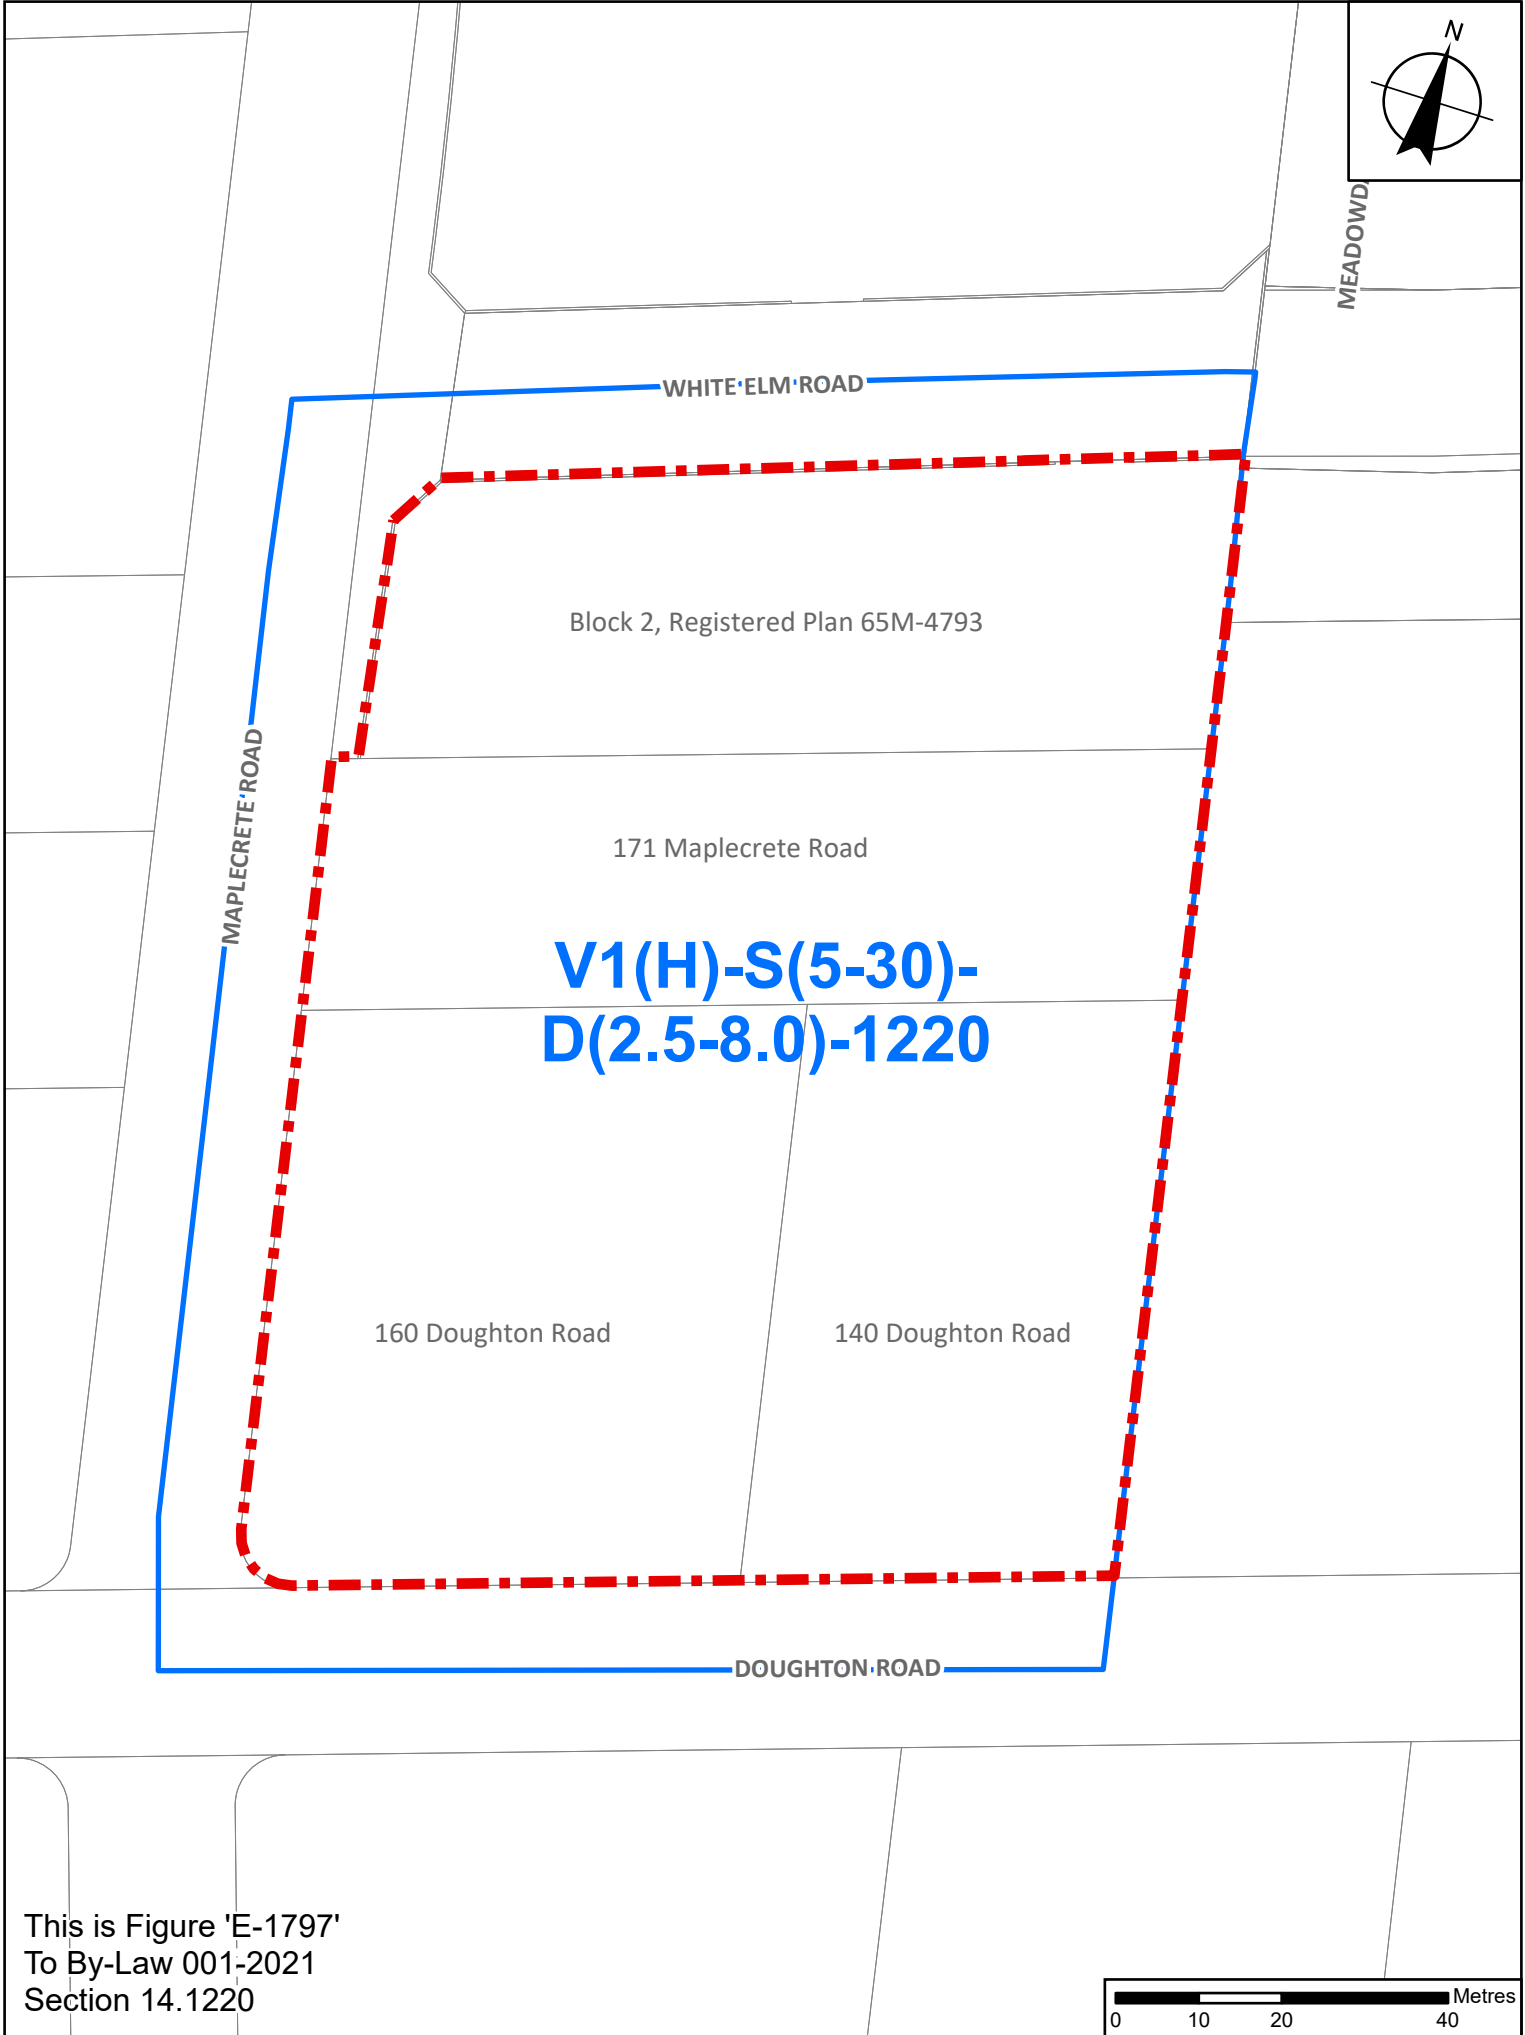 N
MEADOWD
WHITE ELM ROAD
Block 2, Registered Plan 65M-4793
MAPLECRETE ROAD
171 Maplecrete Road
V1(H)-S(5-30)-
D(2.5-8.0)-1220
160 Doughton Road
140 Doughton Road
DOUGHTON ROAD
This is Figure 'E-1797'
To By-Law 001-2021
Section 14.1220
Metres
0 10 20 40